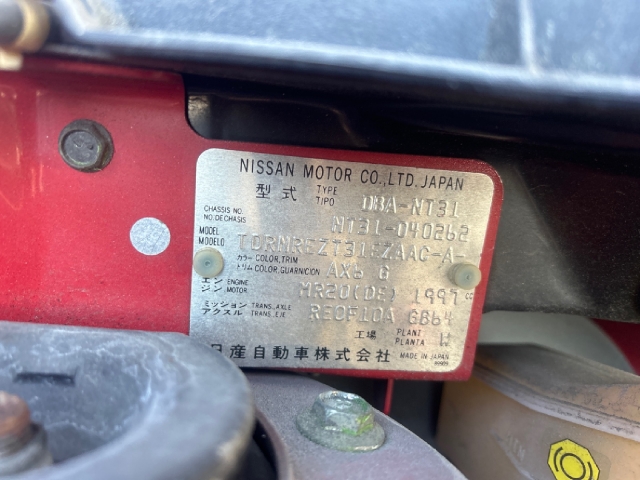 NISSAN MOTOR CO., LTD. JAPAN
型式 TYPE TIPO DBA-NT31
CHASSIS NO. NO. DECHASIS NT31-040262
MODEL MODELO TDRNREZT31EZAAC-A-
カラー COLOR, TRIM トリム COLOR, GUARNICION AX6 G
エンジン ENGINE MOTOR MR20(DE) 1997 cc
ミッション TRANS. AXLE アクスル TRANS. EJE REOF10A GB64
工場 PLANT PLANTA W
日産自動車株式会社 MADE IN JAPAN